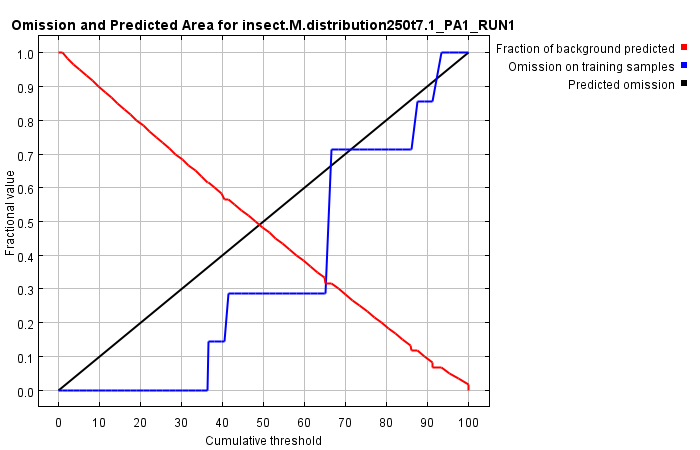 Omission and Predicted Area for insect.M.distribution250t7.1_PA1_RUN1
Fraction of background predicted
Omission on training samples
Predicted omission
Fractional value
1.0
0.9
0.8
0.7
0.6
0.5
0.4
0.3
0.2
0.1
0.0
0 10 20 30 40 50 60 70 80 90 100
Cumulative threshold